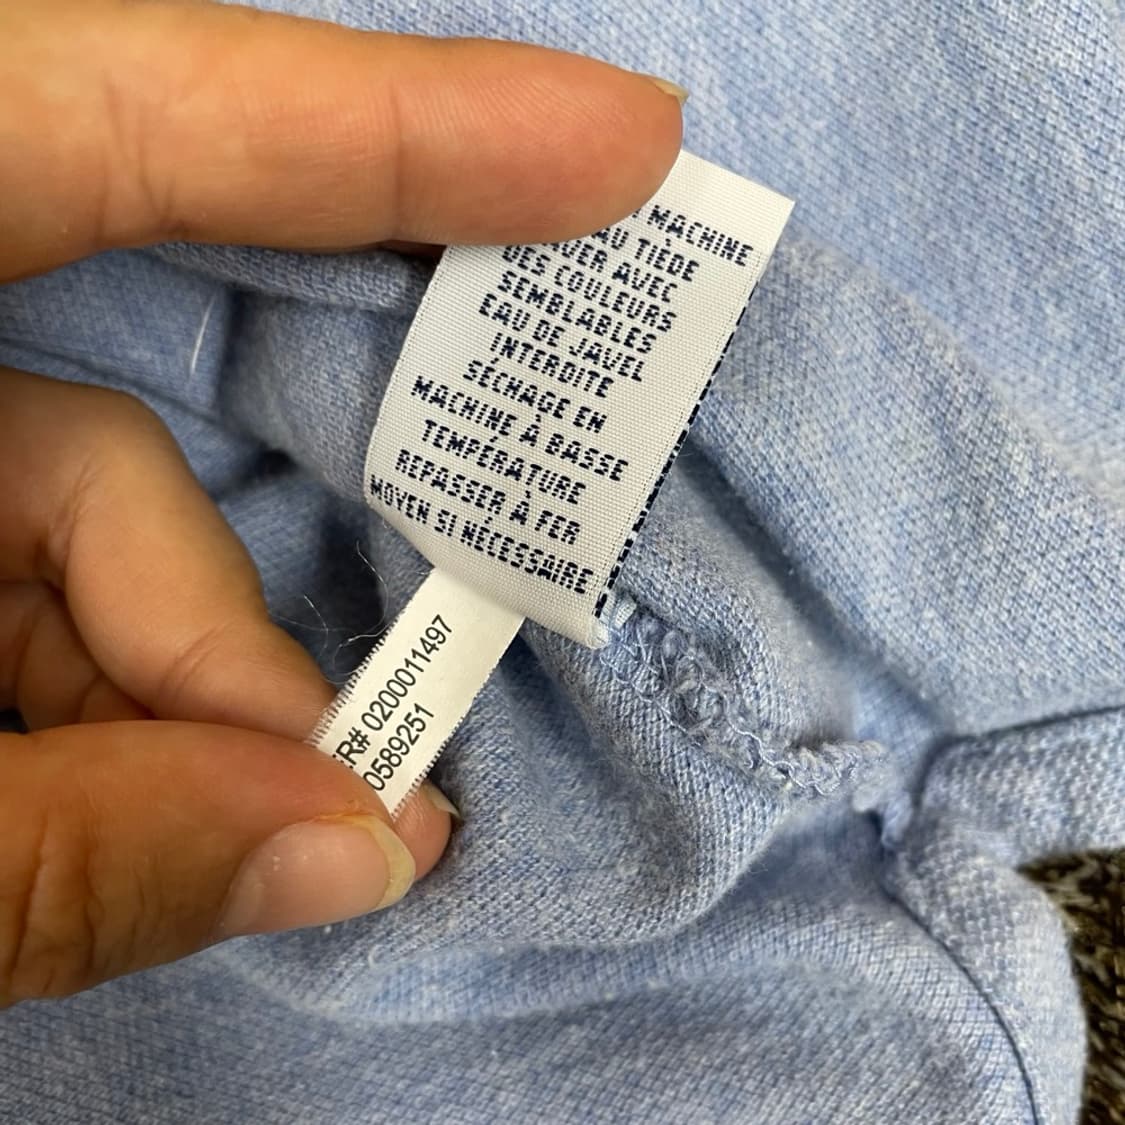 MACHINE
TIÈDE
AVEC
DES COULEURS
SEMBLABLES
EAU DE JAVEL
INTERDITE
SÉCHAGE EN
MACHINE À BASSE
TEMPÉRATURE
REPASSER À FER
MOYEN SI NÉCESSAIRE
0200011497
0589251